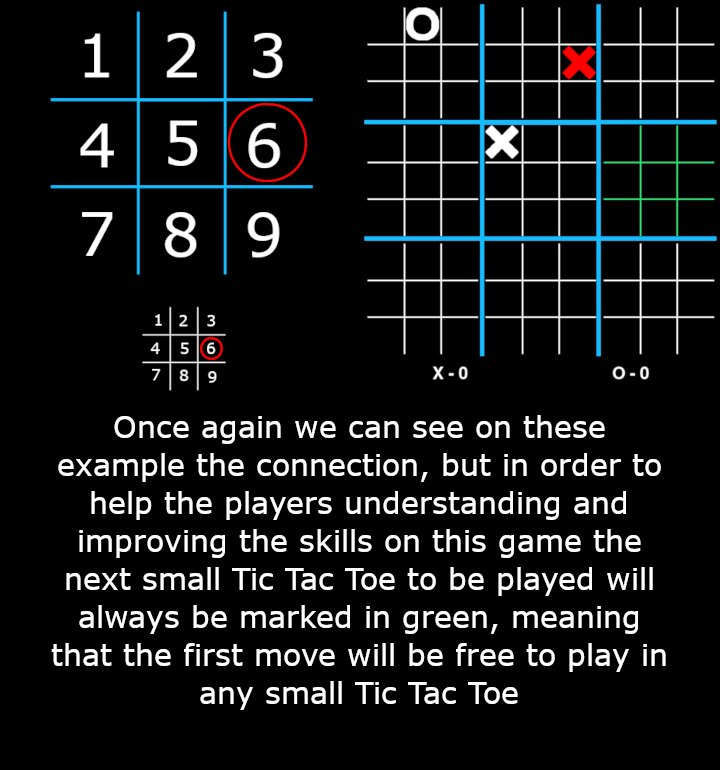 1 2 3
4 5 6
7 8 9
O
X
X
1 2 3
4 5 6
7 8 9
X - 0 O - 0
Once again we can see on these
example the connection, but in order to
help the players understanding and
improving the skills on this game the
next small Tic Tac Toe to be played will
always be marked in green, meaning
that the first move will be free to play in
any small Tic Tac Toe